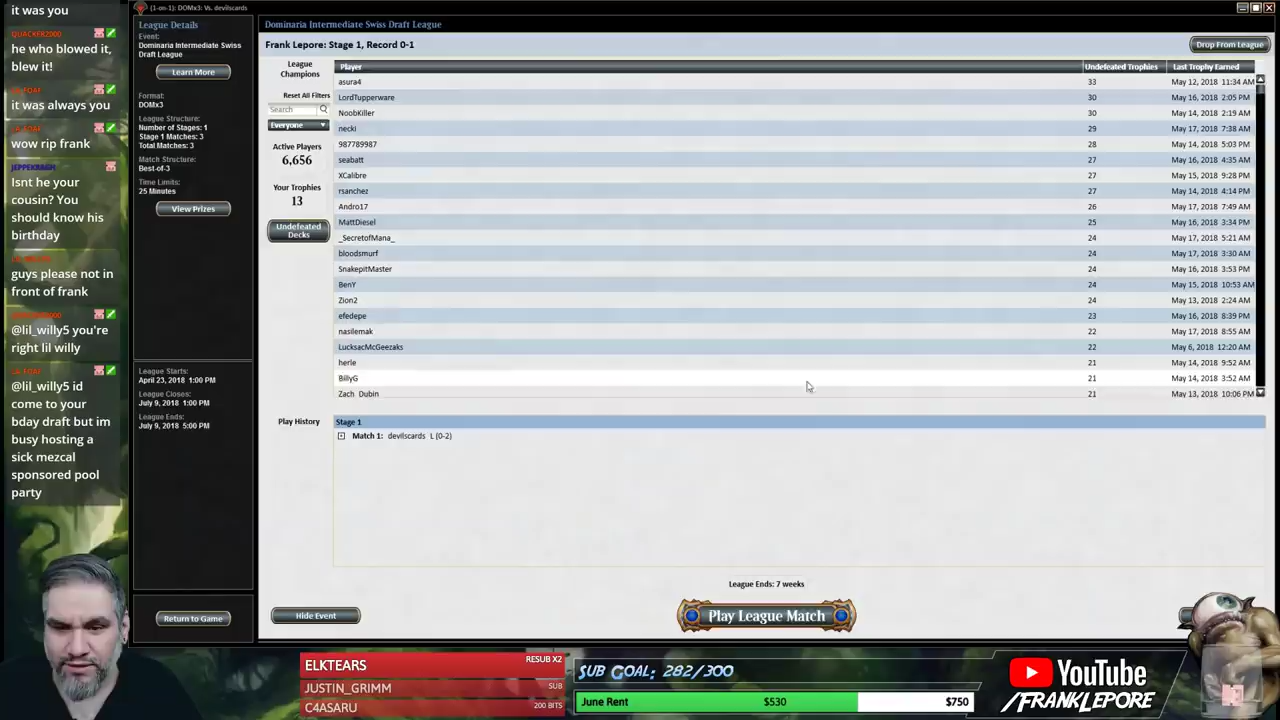 it was you
QUACKER2000
he who blowed it,
blew it!
it was always you
wow rip frank
JEPPEKRAGH
Isnt he your
cousin? You
should know his
birthday
guys please not in
front of frank
@lil_willy5 you're
right lil willy
@lil_willy5 id
come to your
bday draft but im
busy hosting a
sick mezcal
sponsored pool
party
(1-on-1): DOMx3: Vs. devilscards
League Details
Event:
Dominaria Intermediate Swiss
Draft League
Learn More
Format:
DOMx3
League Structure:
Number of Stages: 1
Stage 1 Matches: 3
Total Matches: 3
Match Structure:
Best-of-3
Time Limits:
25 Minutes
View Prizes
League Starts:
April 23, 2018 1:00 PM
League Closes:
July 9, 2018 1:00 PM
League Ends:
July 9, 2018 5:00 PM
Return to Game
Dominaria Intermediate Swiss Draft League
Frank Lepore: Stage 1, Record 0-1
Drop From League
League
Champions
Reset All Filters
Search
Everyone
Active Players
6,656
Your Trophies
13
Undefeated
Decks
Player Undefeated Trophies Last Trophy Earned
asura4 33 May 12, 2018 11:34 AM
LordTupperware 30 May 16, 2018 2:05 PM
NoobKiller 30 May 14, 2018 2:19 AM
necki 29 May 17, 2018 7:38 AM
987789987 28 May 14, 2018 5:03 PM
seabatt 27 May 16, 2018 4:35 AM
XCalibre 27 May 15, 2018 9:28 PM
rsanchez 27 May 14, 2018 4:14 PM
Andro17 26 May 17, 2018 7:49 AM
MattDiesel 25 May 16, 2018 3:34 PM
_SecretofMana_ 24 May 17, 2018 5:21 AM
bloodsmurf 24 May 17, 2018 3:30 AM
SnakepitMaster 24 May 16, 2018 3:53 PM
BenY 24 May 15, 2018 10:53 AM
Zion2 24 May 13, 2018 2:24 AM
efedepe 23 May 16, 2018 8:39 PM
nasilemak 22 May 17, 2018 8:55 AM
LucksacMcGeezaks 22 May 6, 2018 12:20 AM
herle 21 May 14, 2018 9:52 AM
BillyG 21 May 14, 2018 3:52 AM
Zach_Dubin 21 May 13, 2018 10:06 PM
Play History
Stage 1
Match 1: devilscards L (0-2)
League Ends: 7 weeks
Hide Event
Play League Match
ELKTEARS RESUB X2
JUSTIN_GRIMM SUB
C4ASARU 200 BITS
SUB GOAL: 282/300
June Rent $530 $750
YouTube
/FRANKLEPORE